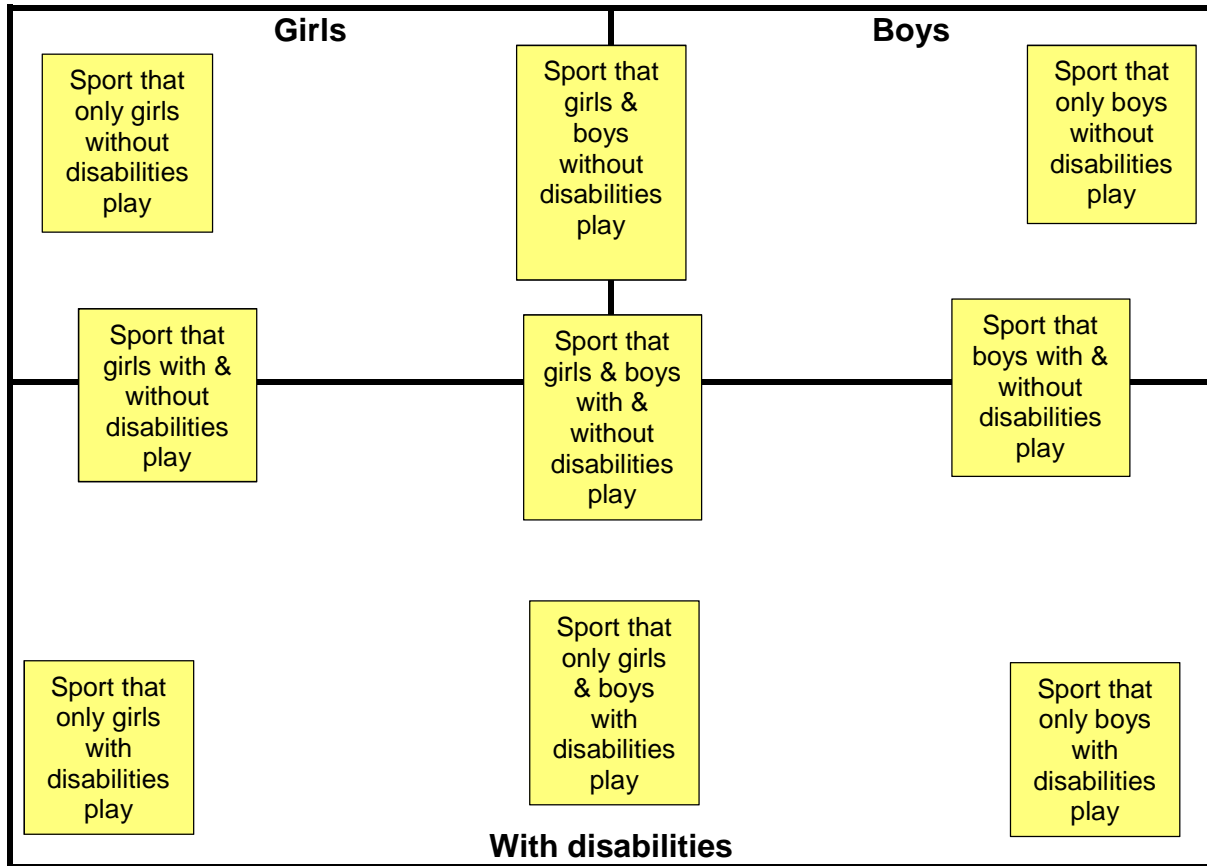 Girls
Boys
Sport that
only girls
without
disabilities
play
Sport that
girls &
boys
without
disabilities
play
Sport that
only boys
without
disabilities
play
Sport that
girls with &
without
disabilities
play
Sport that
girls & boys
with &
without
disabilities
play
Sport that
boys with &
without
disabilities
play
Sport that
only girls
with
disabilities
play
Sport that
only girls
& boys
with
disabilities
play
Sport that
only boys
with
disabilities
play
With disabilities